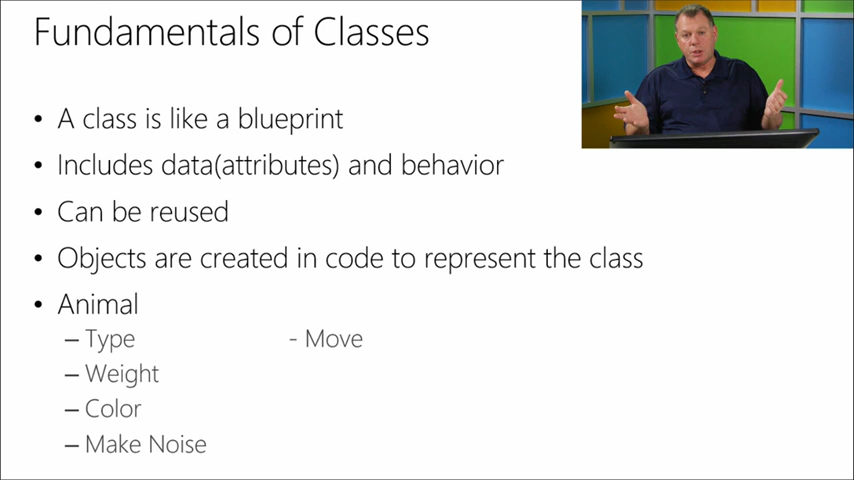 Fundamentals of Classes
• A class is like a blueprint
• Includes data(attributes) and behavior
• Can be reused
• Objects are created in code to represent the class
• Animal
– Type - Move
– Weight
– Color
– Make Noise